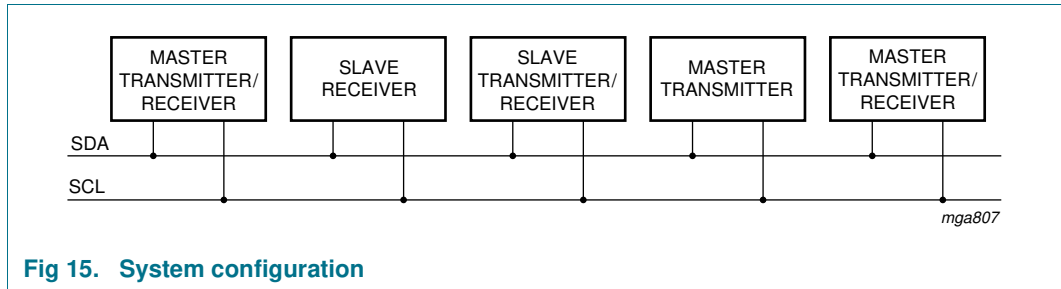 MASTER
TRANSMITTER/
RECEIVER
SLAVE
RECEIVER
SLAVE
TRANSMITTER/
RECEIVER
MASTER
TRANSMITTER
MASTER
TRANSMITTER/
RECEIVER
SDA
SCL
mga807
Fig 15. System configuration